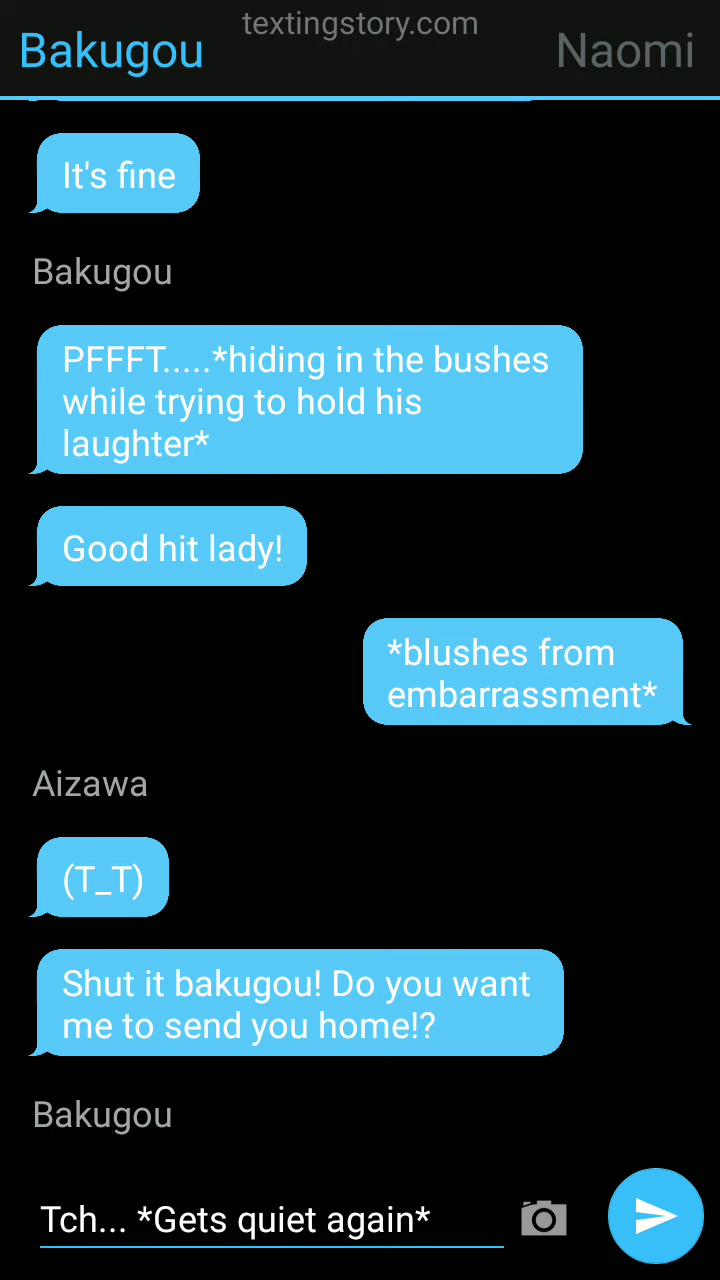 textingstory.com
Bakugou Naomi
It's fine
Bakugou
PFFFT.....*hiding in the bushes
while trying to hold his
laughter*
Good hit lady!
*blushes from
embarrassment*
Aizawa
(T_T)
Shut it bakugou! Do you want
me to send you home!?
Bakugou
Tch... *Gets quiet again*